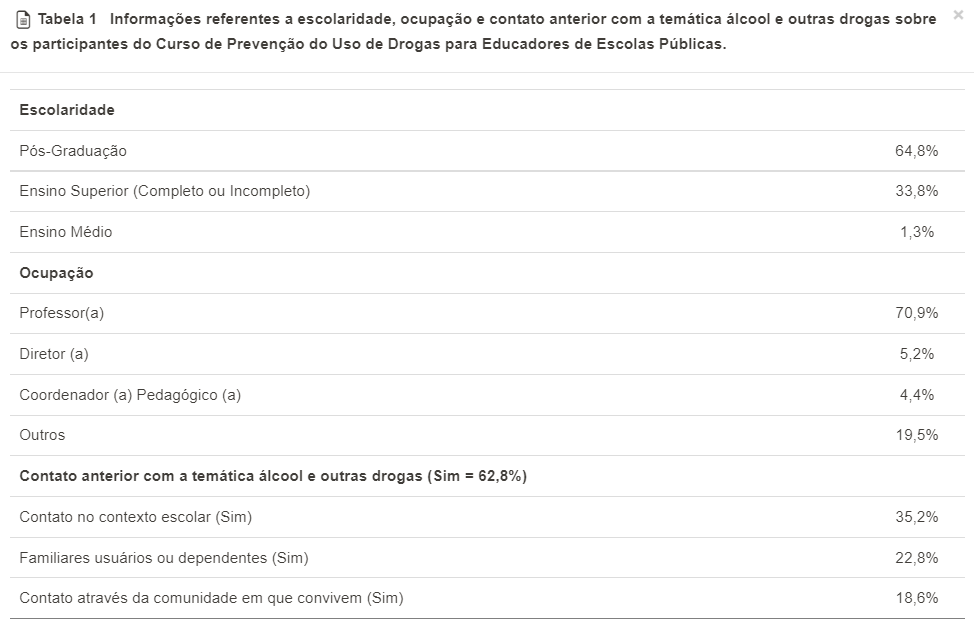 Tabela 1 Informações referentes a escolaridade, ocupação e contato anterior com a temática álcool e outras drogas sobre
os participantes do Curso de Prevenção do Uso de Drogas para Educadores de Escolas Públicas.
×
Escolaridade
Pós-Graduação 64,8%
Ensino Superior (Completo ou Incompleto) 33,8%
Ensino Médio 1,3%
Ocupação
Professor(a) 70,9%
Diretor (a) 5,2%
Coordenador (a) Pedagógico (a) 4,4%
Outros 19,5%
Contato anterior com a temática álcool e outras drogas (Sim = 62,8%)
Contato no contexto escolar (Sim) 35,2%
Familiares usuários ou dependentes (Sim) 22,8%
Contato através da comunidade em que convivem (Sim) 18,6%